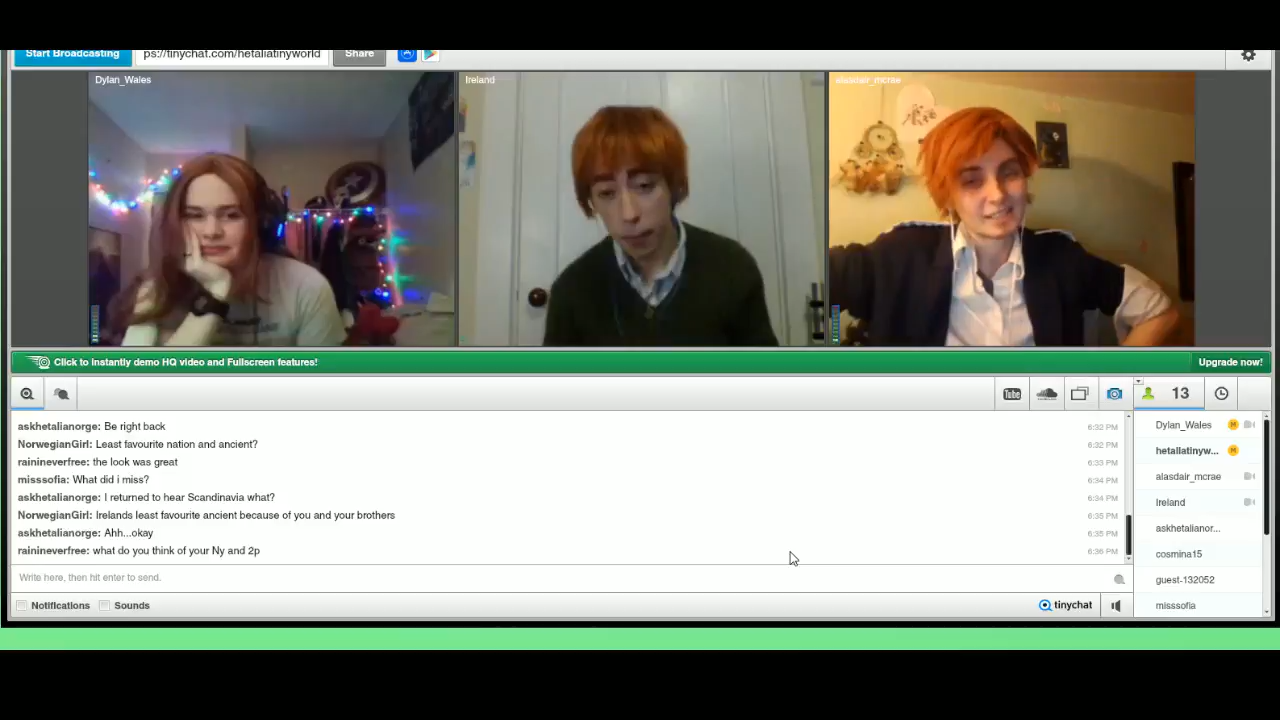 Start Broadcasting ps://tinychat.com/hetaliatinyworld Share
Dylan_Wales
Ireland
alasdair_mcrae
Click to instantly demo HQ video and Fullscreen features! Upgrade now!
You Tube 13
askhetalianorge: Be right back 6:32 PM
NorwegianGirl: Least favourite nation and ancient? 6:32 PM
rainineverfree: the look was great 6:33 PM
misssofia: What did i miss? 6:34 PM
askhetalianorge: I returned to hear Scandinavia what? 6:34 PM
NorwegianGirl: Irelands least favourite ancient because of you and your brothers 6:35 PM
askhetalianorge: Ahh...okay 6:35 PM
rainineverfree: what do you think of your Ny and 2p 6:36 PM
Write here, then hit enter to send.
Notifications Sounds tinychat
Dylan_Wales M
hetaliatinyw... M
alasdair_mcrae
Ireland
askhetalianor...
cosmina15
guest-132052
misssofia